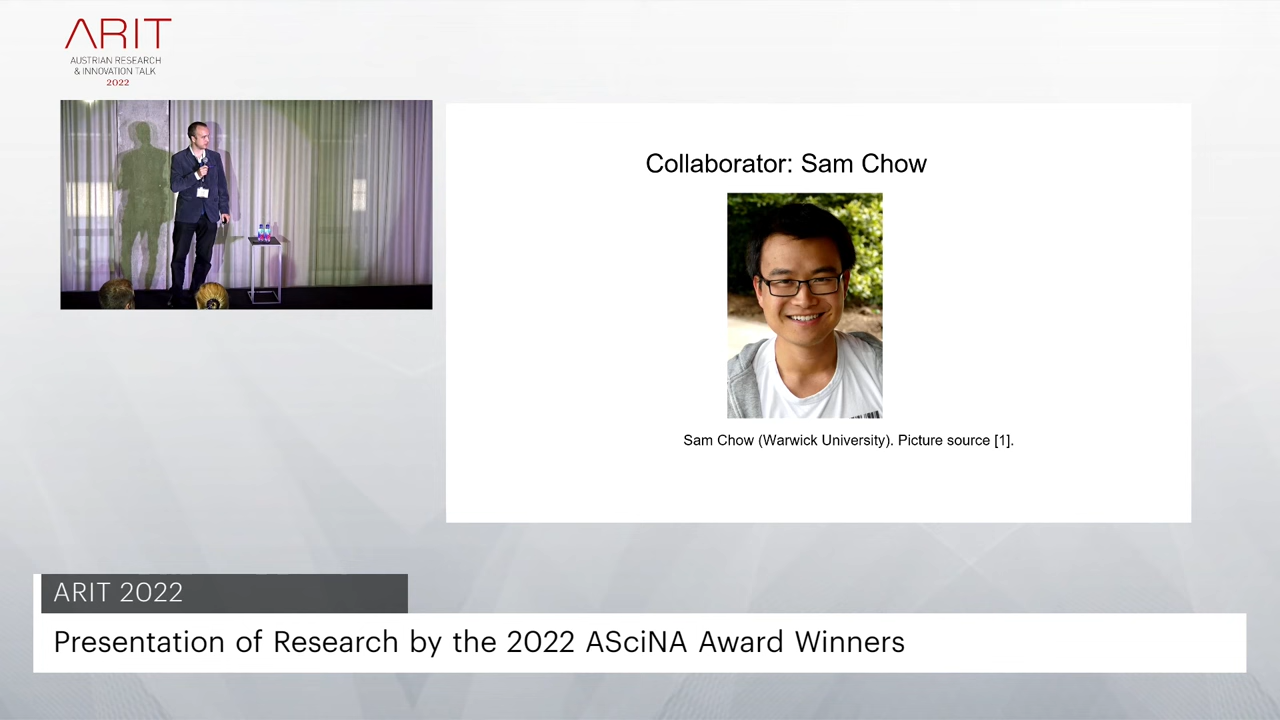 ARIT
AUSTRIAN RESEARCH
& INNOVATION TALK
2022
Collaborator: Sam Chow
Sam Chow (Warwick University). Picture source [1].
ARIT 2022
Presentation of Research by the 2022 ASciNA Award Winners